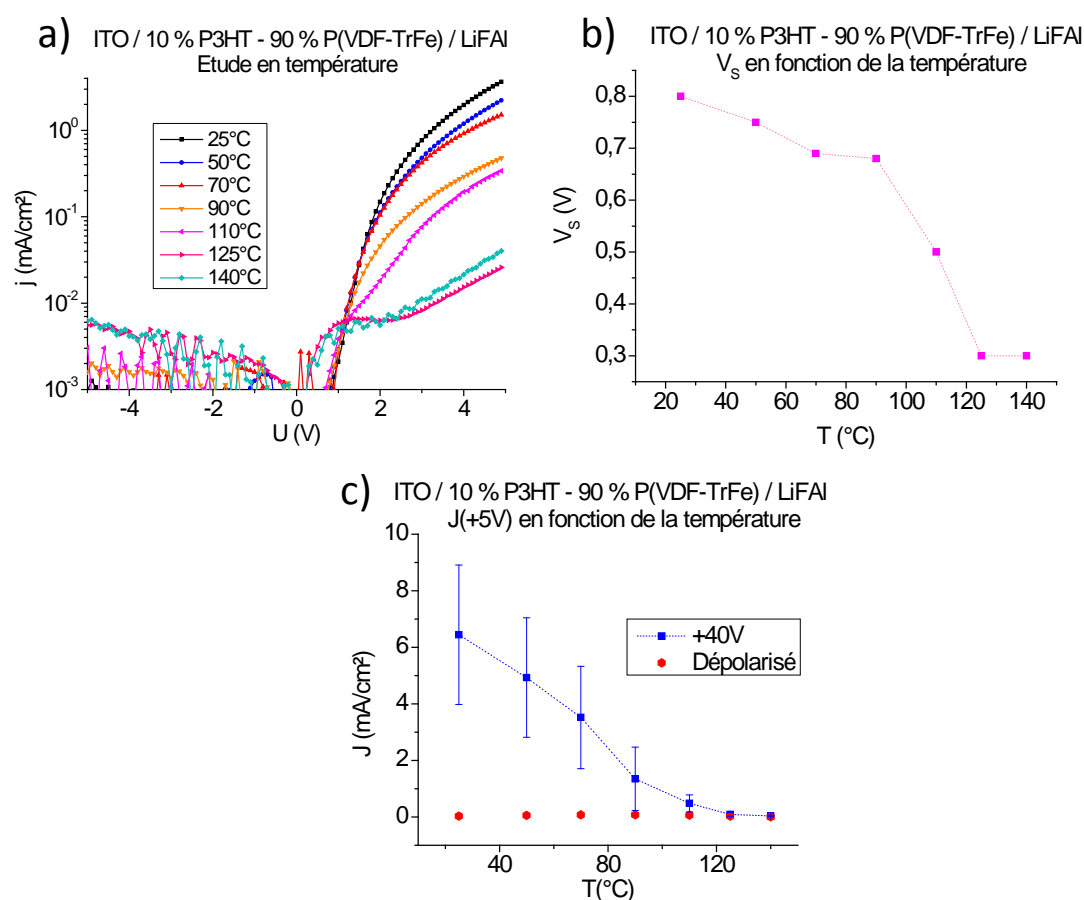 a)
ITO / 10 % P3HT - 90 % P(VDF-TrFe) / LiFAl
Etude en température
j (mA/cm²)
10⁰
10⁻¹
10⁻²
10⁻³
25°C
50°C
70°C
90°C
110°C
125°C
140°C
-4 -2 0 2 4
U (V)
b)
ITO / 10 % P3HT - 90 % P(VDF-TrFe) / LiFAl
V_S en fonction de la température
V_S (V)
0,8
0,7
0,6
0,5
0,4
0,3
20 40 60 80 100 120 140
T (°C)
c)
ITO / 10 % P3HT - 90 % P(VDF-TrFe) / LiFAl
J(+5V) en fonction de la température
J (mA/cm²)
10
8
6
4
2
0
+40V
Dépolarisé
40 80 120
T(°C)